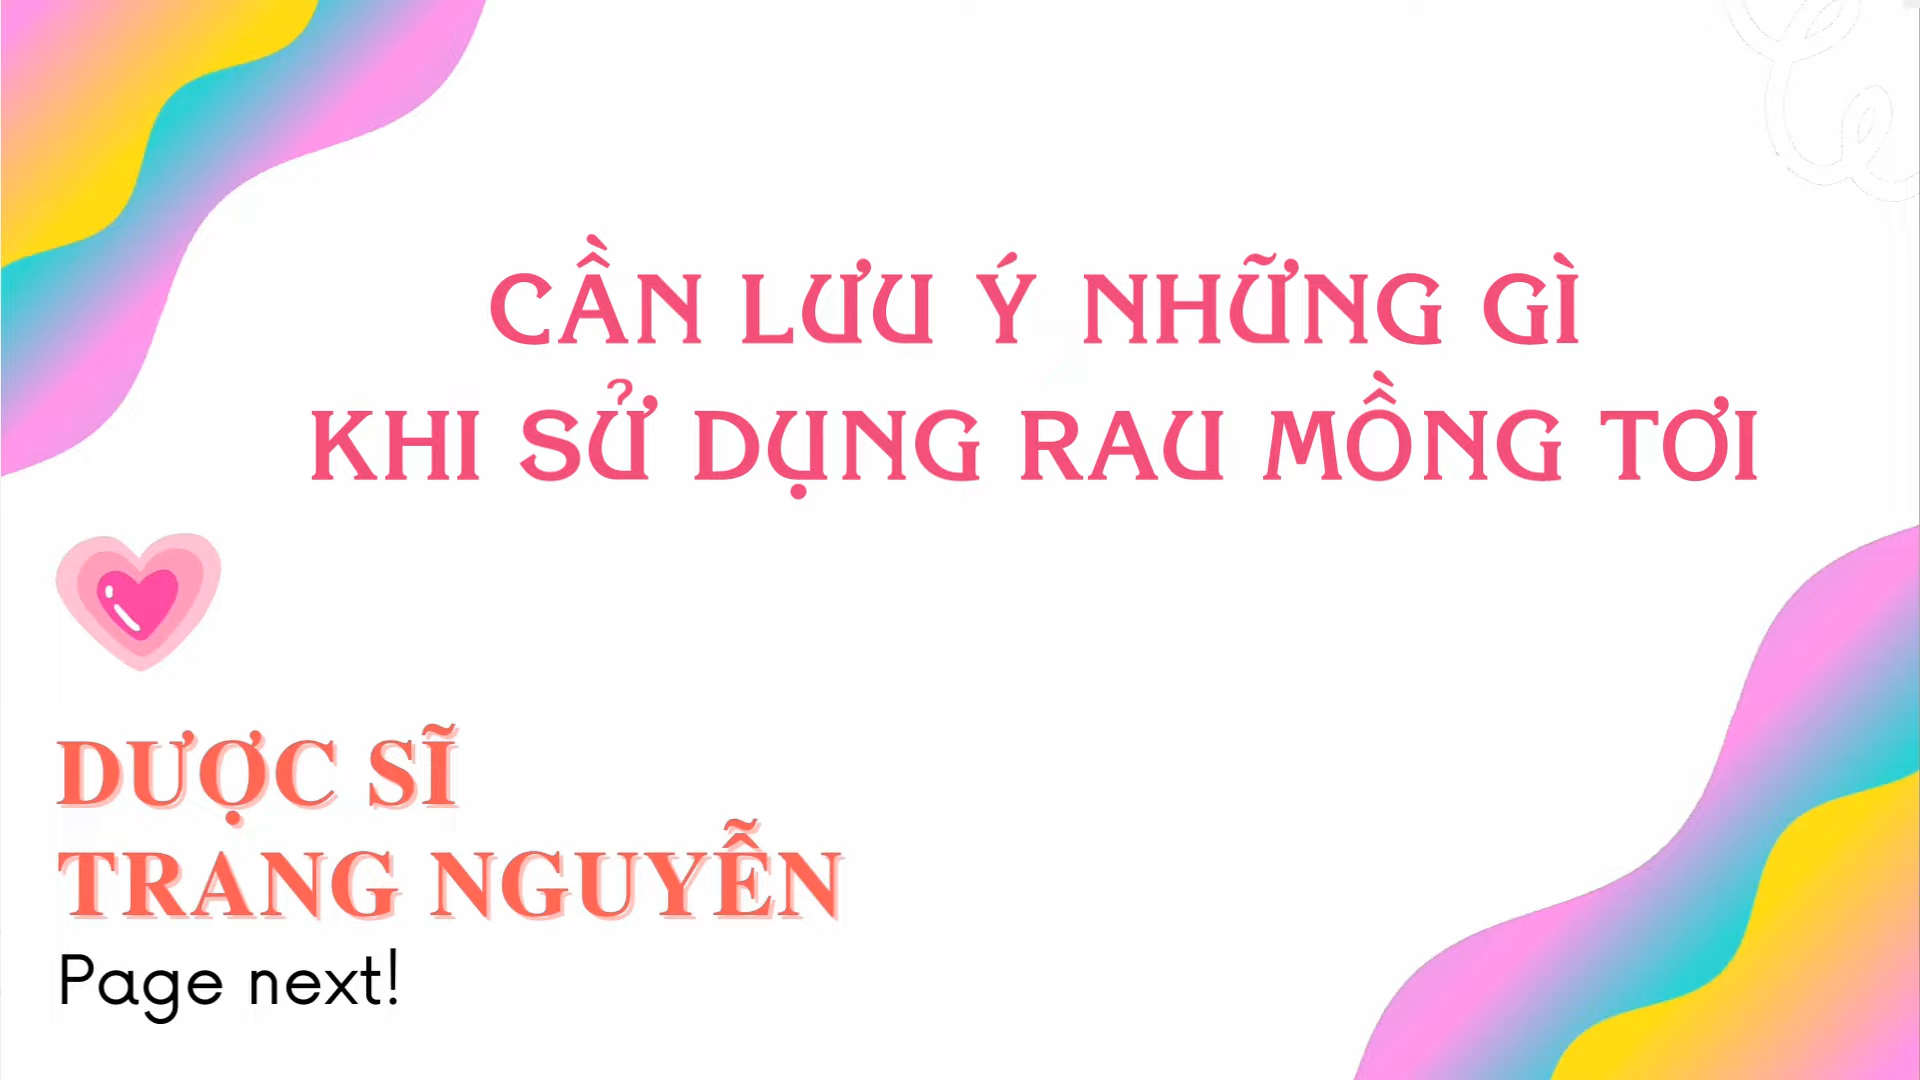 CẦN LƯU Ý NHỮNG GÌ
KHI SỬ DỤNG RAU MỒNG TƠI
DƯỢC SĨ
TRANG NGUYỄN
Page next!